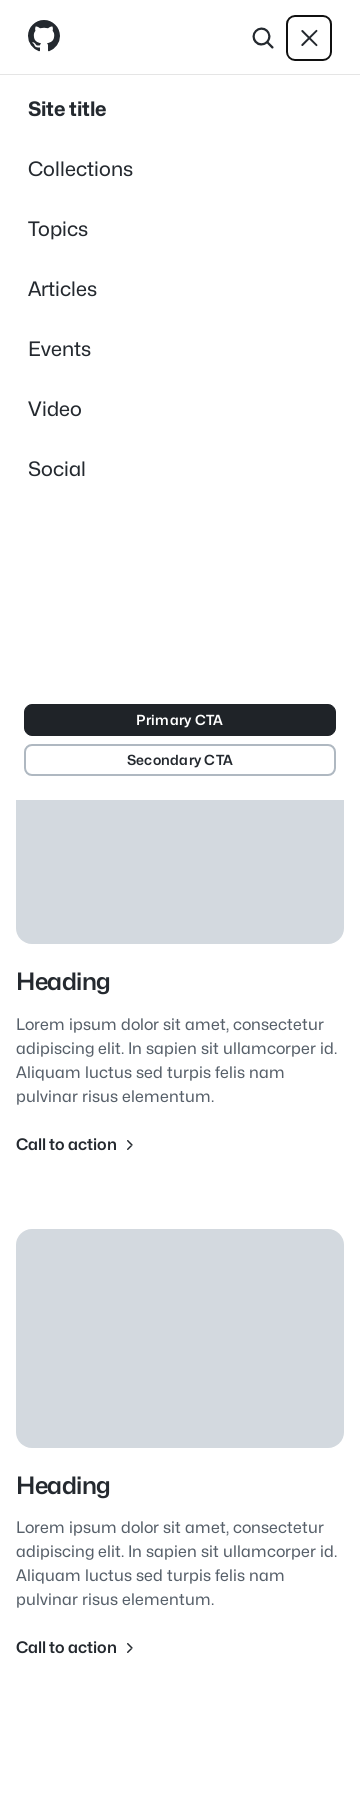 Site title
Collections
Topics
Articles
Events
Video
Social
Primary CTA
Secondary CTA
Heading
Lorem ipsum dolor sit amet, consectetur
adipiscing elit. In sapien sit ullamcorper id.
Aliquam luctus sed turpis felis nam
pulvinar risus elementum.
Call to action
Heading
Lorem ipsum dolor sit amet, consectetur
adipiscing elit. In sapien sit ullamcorper id.
Aliquam luctus sed turpis felis nam
pulvinar risus elementum.
Call to action